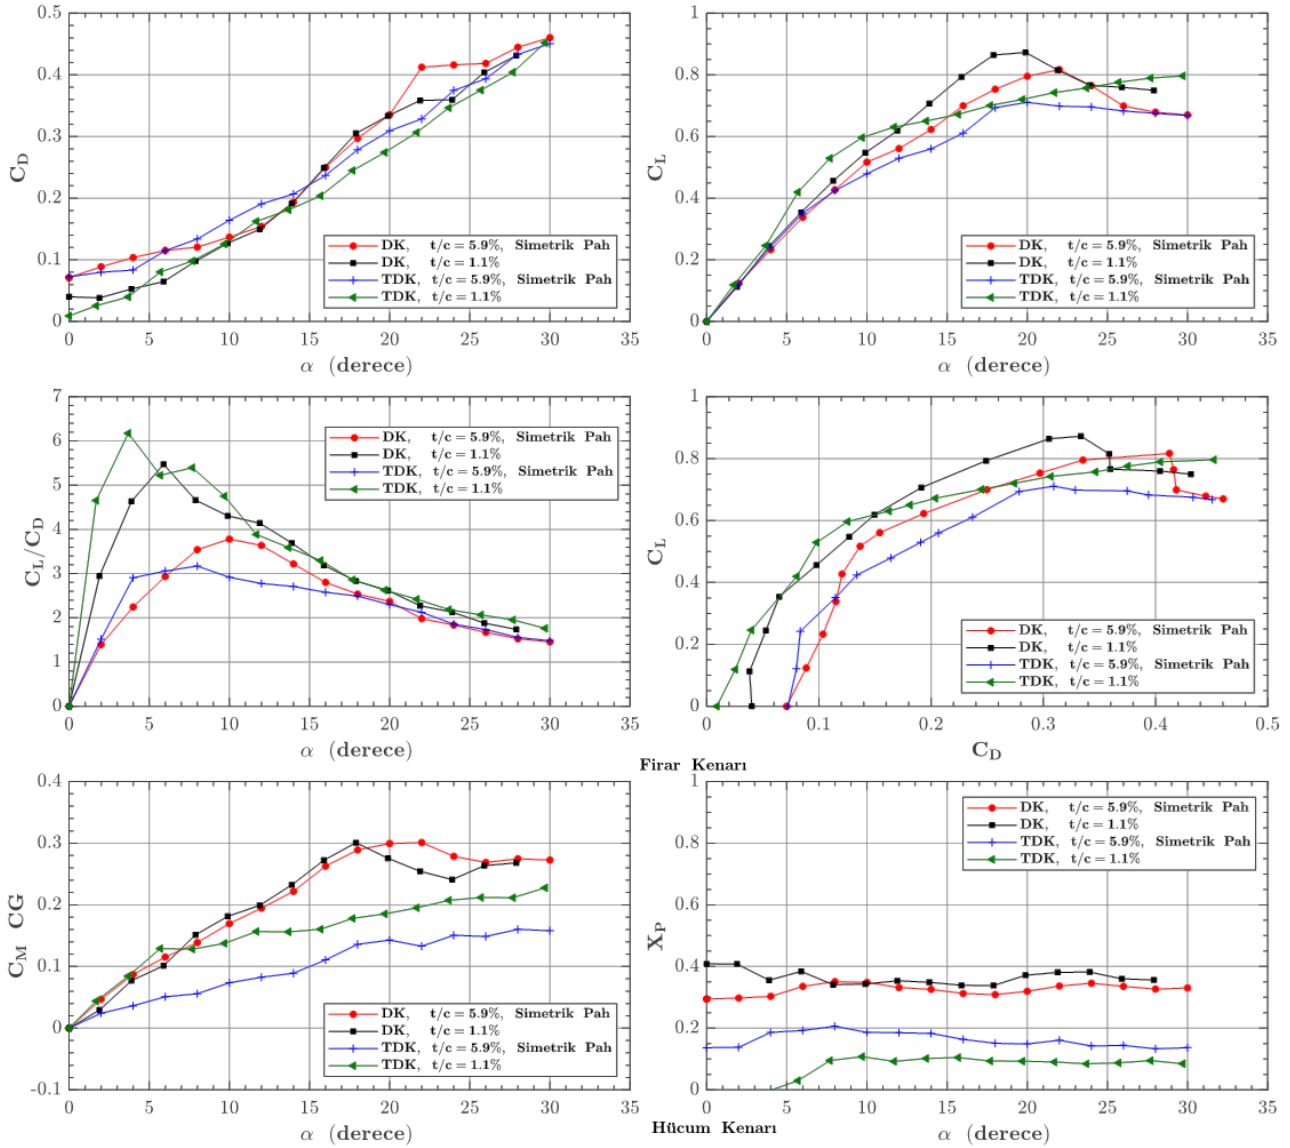 0.5
0.4
0.3
0.2
0.1
0
C_D
0 5 10 15 20 25 30 35
α (derece)
DK, t/c = 5.9%, Simetrik Pah
DK, t/c = 1.1%
TDK, t/c = 5.9%, Simetrik Pah
TDK, t/c = 1.1%
1
0.8
0.6
0.4
0.2
0
C_L
0 5 10 15 20 25 30 35
α (derece)
DK, t/c = 5.9%, Simetrik Pah
DK, t/c = 1.1%
TDK, t/c = 5.9%, Simetrik Pah
TDK, t/c = 1.1%
7
6
5
4
3
2
1
0
C_L/C_D
0 5 10 15 20 25 30 35
α (derece)
DK, t/c = 5.9%, Simetrik Pah
DK, t/c = 1.1%
TDK, t/c = 5.9%, Simetrik Pah
TDK, t/c = 1.1%
1
0.8
0.6
0.4
0.2
0
C_L
0.1 0.2 0.3 0.4 0.5
C_D
DK, t/c = 5.9%, Simetrik Pah
DK, t/c = 1.1%
TDK, t/c = 5.9%, Simetrik Pah
TDK, t/c = 1.1%
Firar Kenarı
0.4
0.3
0.2
0.1
0
-0.1
C_M CG
0 5 10 15 20 25 30 35
α (derece)
DK, t/c = 5.9%, Simetrik Pah
DK, t/c = 1.1%
TDK, t/c = 5.9%, Simetrik Pah
TDK, t/c = 1.1%
1
0.8
0.6
0.4
0.2
0
X_P
0 5 10 15 20 25 30 35
α (derece)
DK, t/c = 5.9%, Simetrik Pah
DK, t/c = 1.1%
TDK, t/c = 5.9%, Simetrik Pah
TDK, t/c = 1.1%
Hücum Kenarı